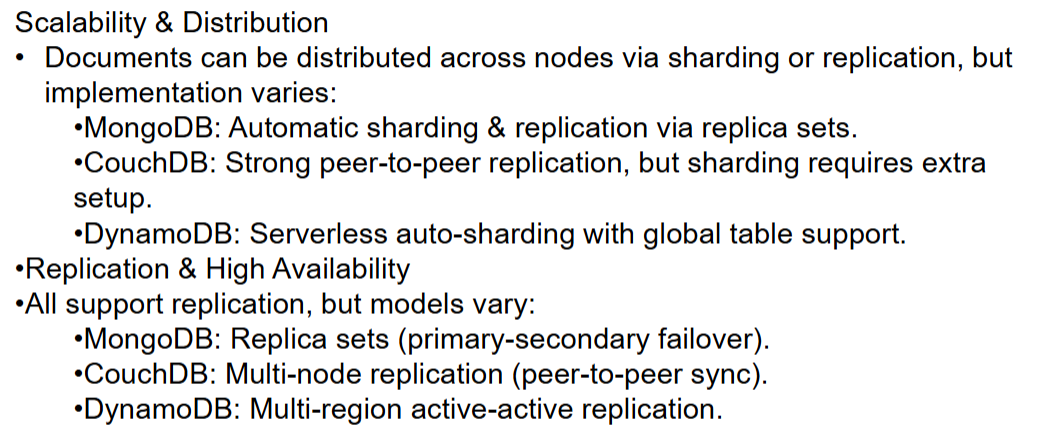 Scalability & Distribution
• Documents can be distributed across nodes via sharding or replication, but
implementation varies:
•MongoDB: Automatic sharding & replication via replica sets.
•CouchDB: Strong peer-to-peer replication, but sharding requires extra
setup.
•DynamoDB: Serverless auto-sharding with global table support.
•Replication & High Availability
•All support replication, but models vary:
•MongoDB: Replica sets (primary-secondary failover).
•CouchDB: Multi-node replication (peer-to-peer sync).
•DynamoDB: Multi-region active-active replication.